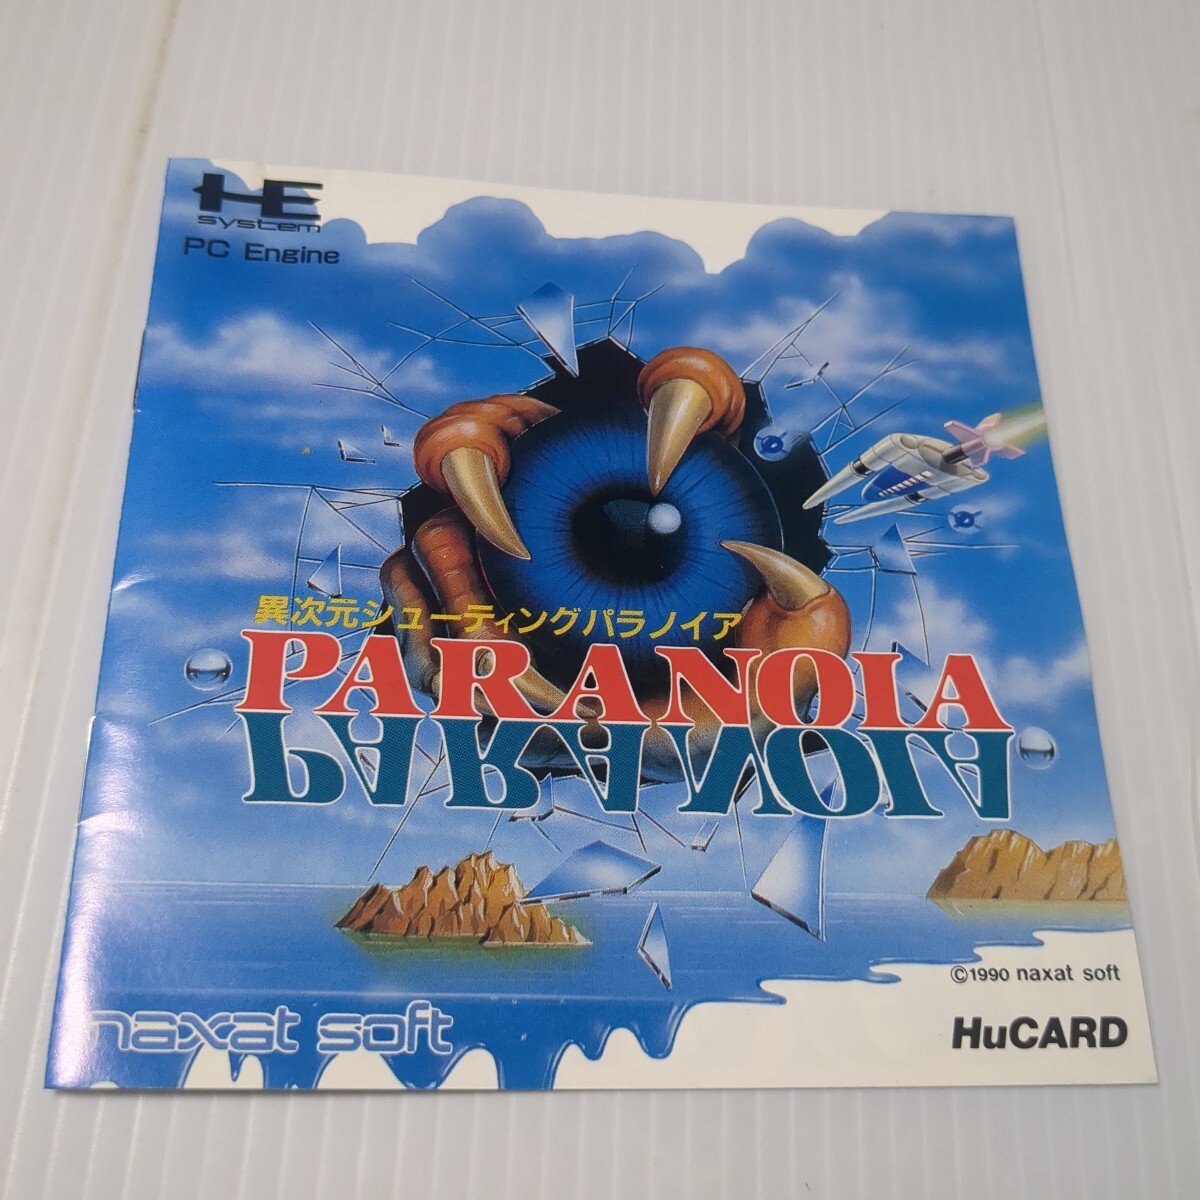 HE
system
PC Engine
異次元シューティングパラノイア
PARANOIA
PARANOIA
©1990 naxat soft
naxat soft
HuCARD